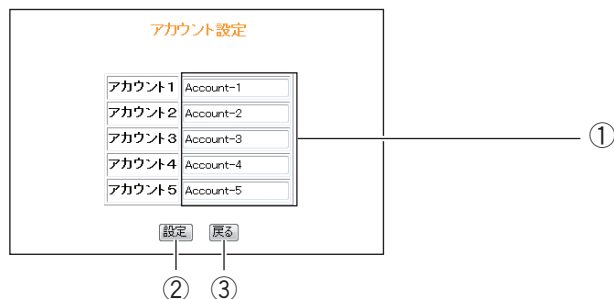 アカウント設定
アカウント1 Account-1
アカウント2 Account-2
アカウント3 Account-3
アカウント4 Account-4
アカウント5 Account-5
①
設定 戻る
② ③